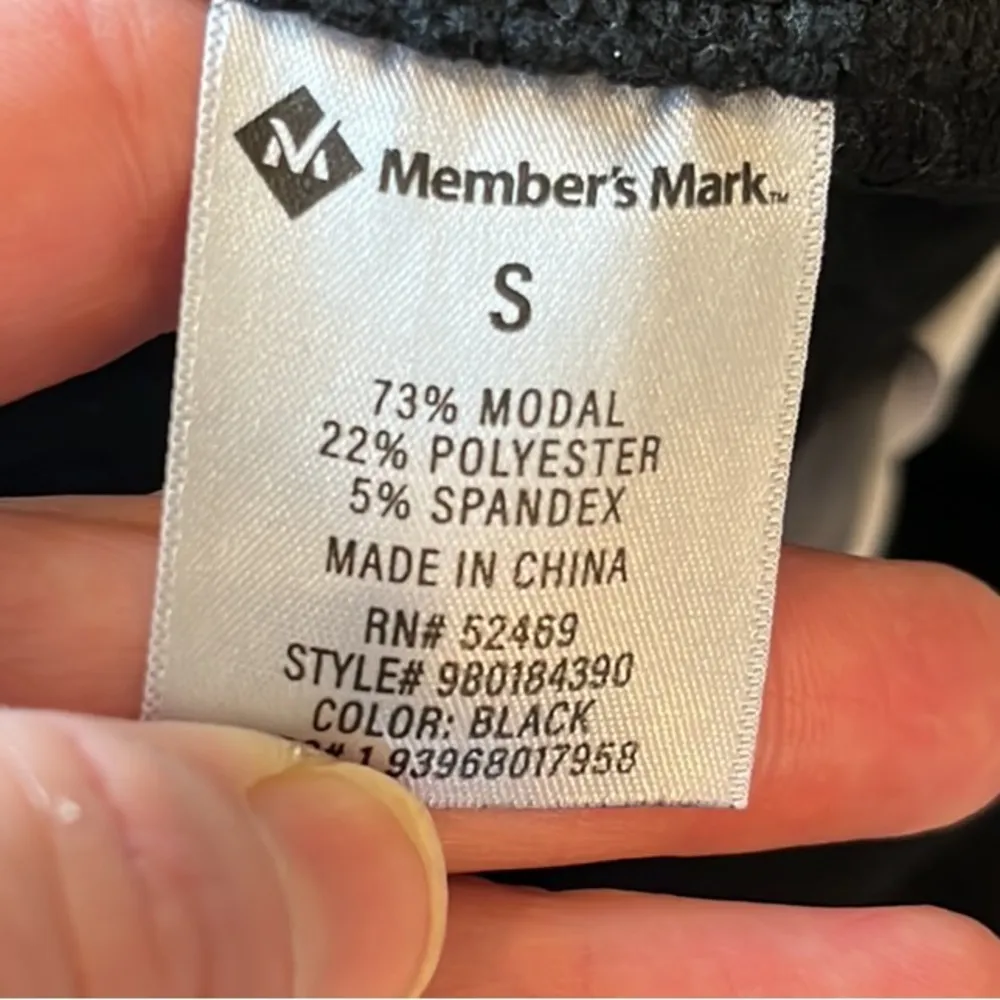 Member's Mark™
S
73% MODAL
22% POLYESTER
5% SPANDEX
MADE IN CHINA
RN# 52469
STYLE# 980184390
COLOR: BLACK
1 93968017958